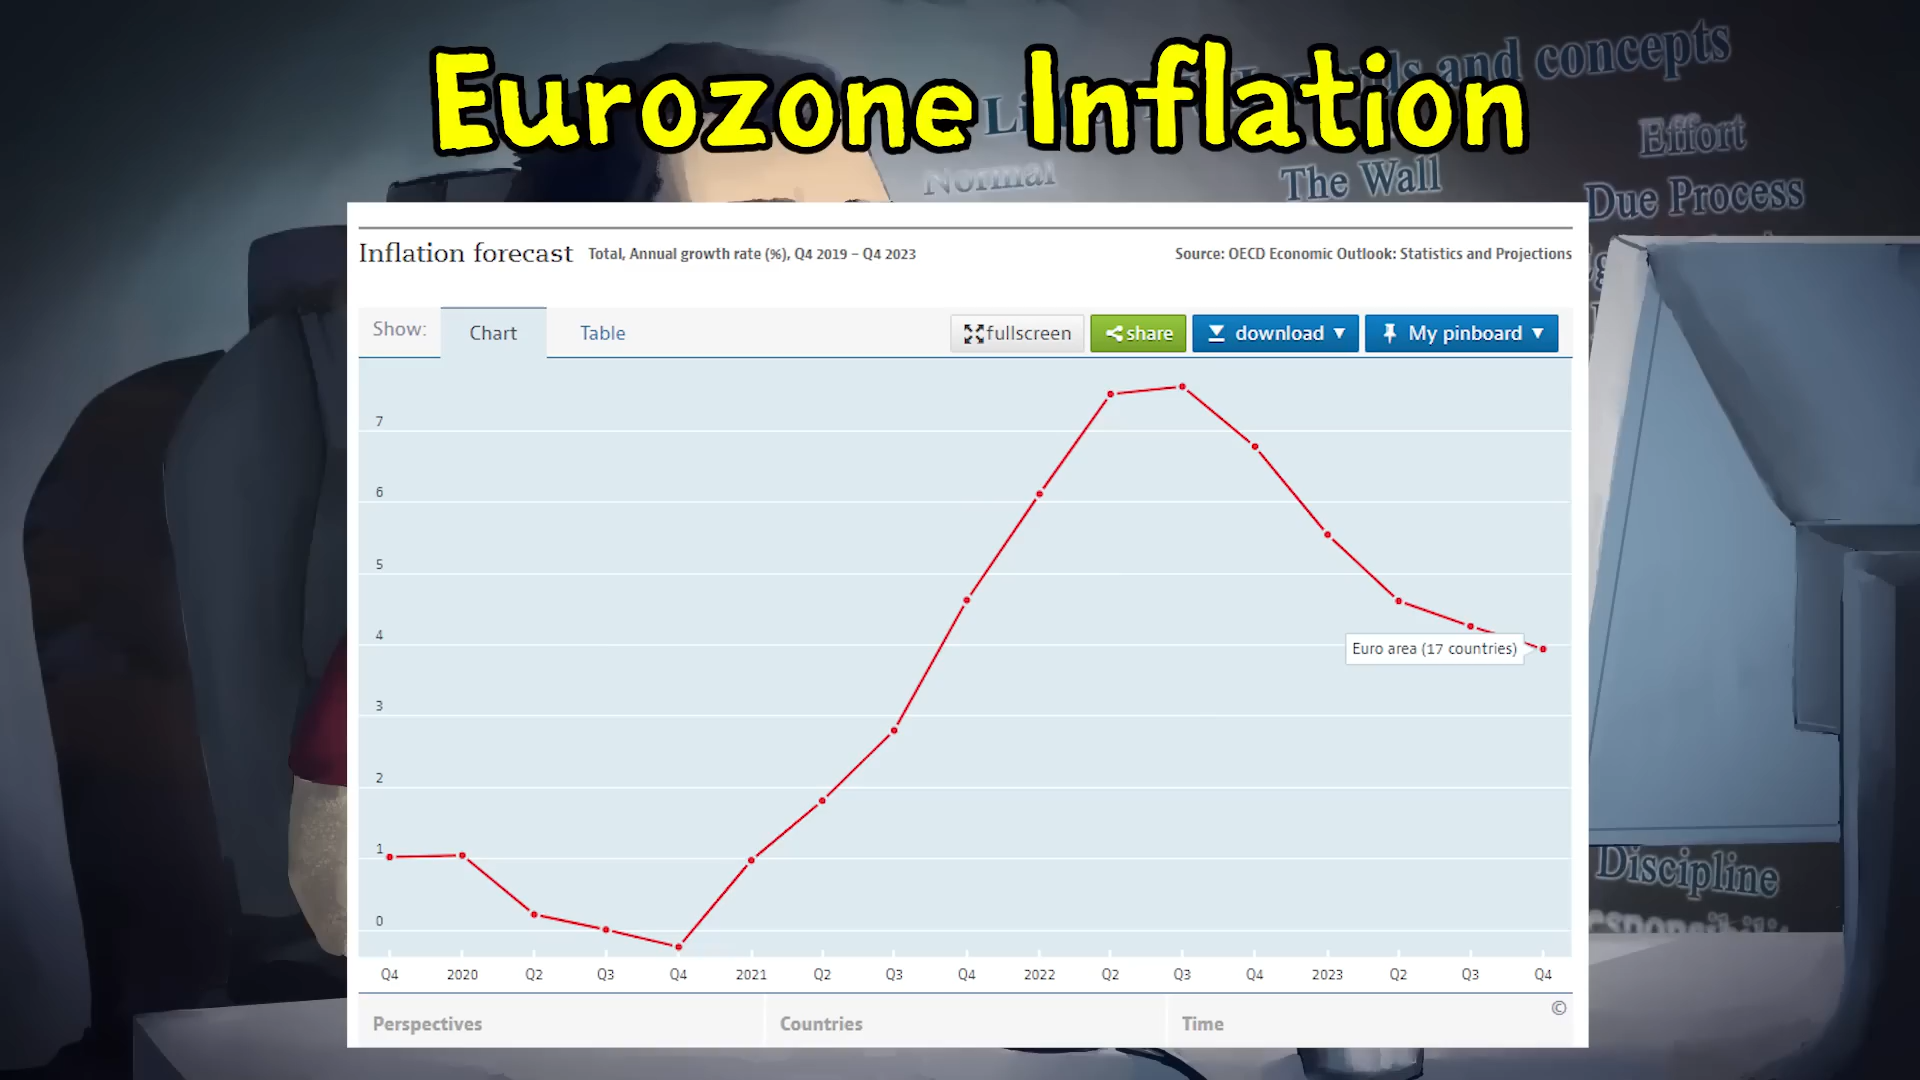 Eurozone Inflation
and concepts
Effort
Normal
The Wall
Due Process
Inflation forecast Total, Annual growth rate (%), Q4 2019 – Q4 2023 Source: OECD Economic Outlook: Statistics and Projections
Show: Chart Table fullscreen share download ▼ My pinboard ▼
7
6
5
4
Euro area (17 countries)
3
2
1
0
Q4 2020 Q2 Q3 Q4 2021 Q2 Q3 Q4 2022 Q2 Q3 Q4 2023 Q2 Q3 Q4
©
Perspectives Countries Time
Discipline